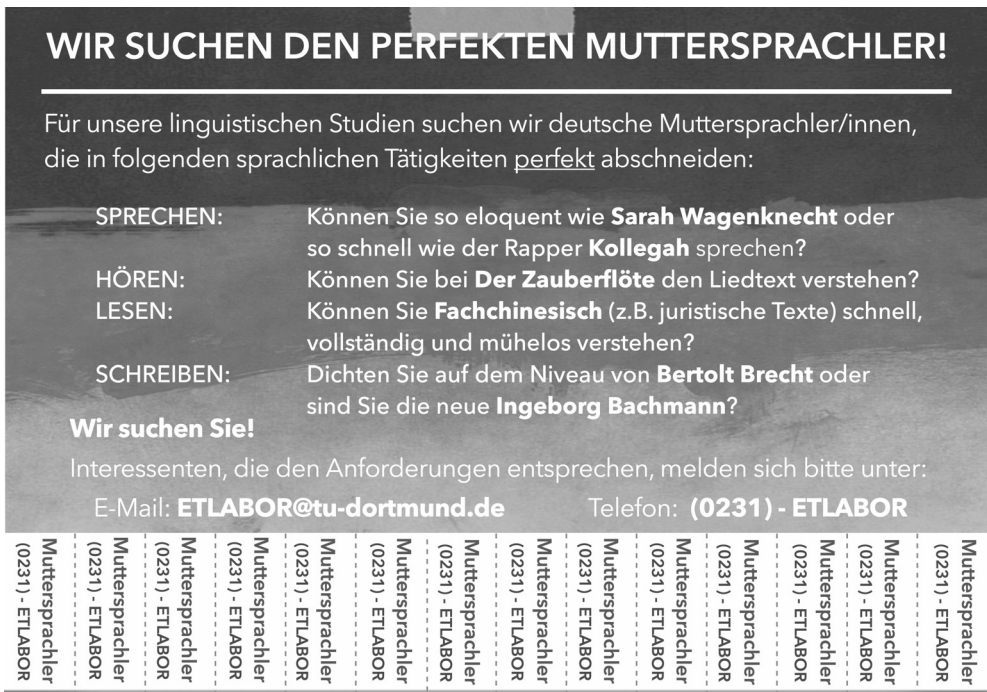 WIR SUCHEN DEN PERFEKTEN MUTTERSPRACHLER!
Für unsere linguistischen Studien suchen wir deutsche Muttersprachler/innen,
die in folgenden sprachlichen Tätigkeiten perfekt abschneiden:
SPRECHEN: Können Sie so eloquent wie Sarah Wagenknecht oder
so schnell wie der Rapper Kollegah sprechen?
HÖREN: Können Sie bei Der Zauberflöte den Liedtext verstehen?
LESEN: Können Sie Fachchinesisch (z.B. juristische Texte) schnell,
vollständig und mühelos verstehen?
SCHREIBEN: Dichten Sie auf dem Niveau von Bertolt Brecht oder
sind Sie die neue Ingeborg Bachmann?
Wir suchen Sie!
Interessenten, die den Anforderungen entsprechen, melden sich bitte unter:
E-Mail: ETLABOR@tu-dortmund.de Telefon: (0231) - ETLABOR
Muttersprachler
(0231) - ETLABOR
Muttersprachler
(0231) - ETLABOR
Muttersprachler
(0231) - ETLABOR
Muttersprachler
(0231) - ETLABOR
Muttersprachler
(0231) - ETLABOR
Muttersprachler
(0231) - ETLABOR
Muttersprachler
(0231) - ETLABOR
Muttersprachler
(0231) - ETLABOR
Muttersprachler
(0231) - ETLABOR
Muttersprachler
(0231) - ETLABOR
Muttersprachler
(0231) - ETLABOR
Muttersprachler
(0231) - ETLABOR
Muttersprachler
(0231) - ETLABOR
Muttersprachler
(0231) - ETLABOR